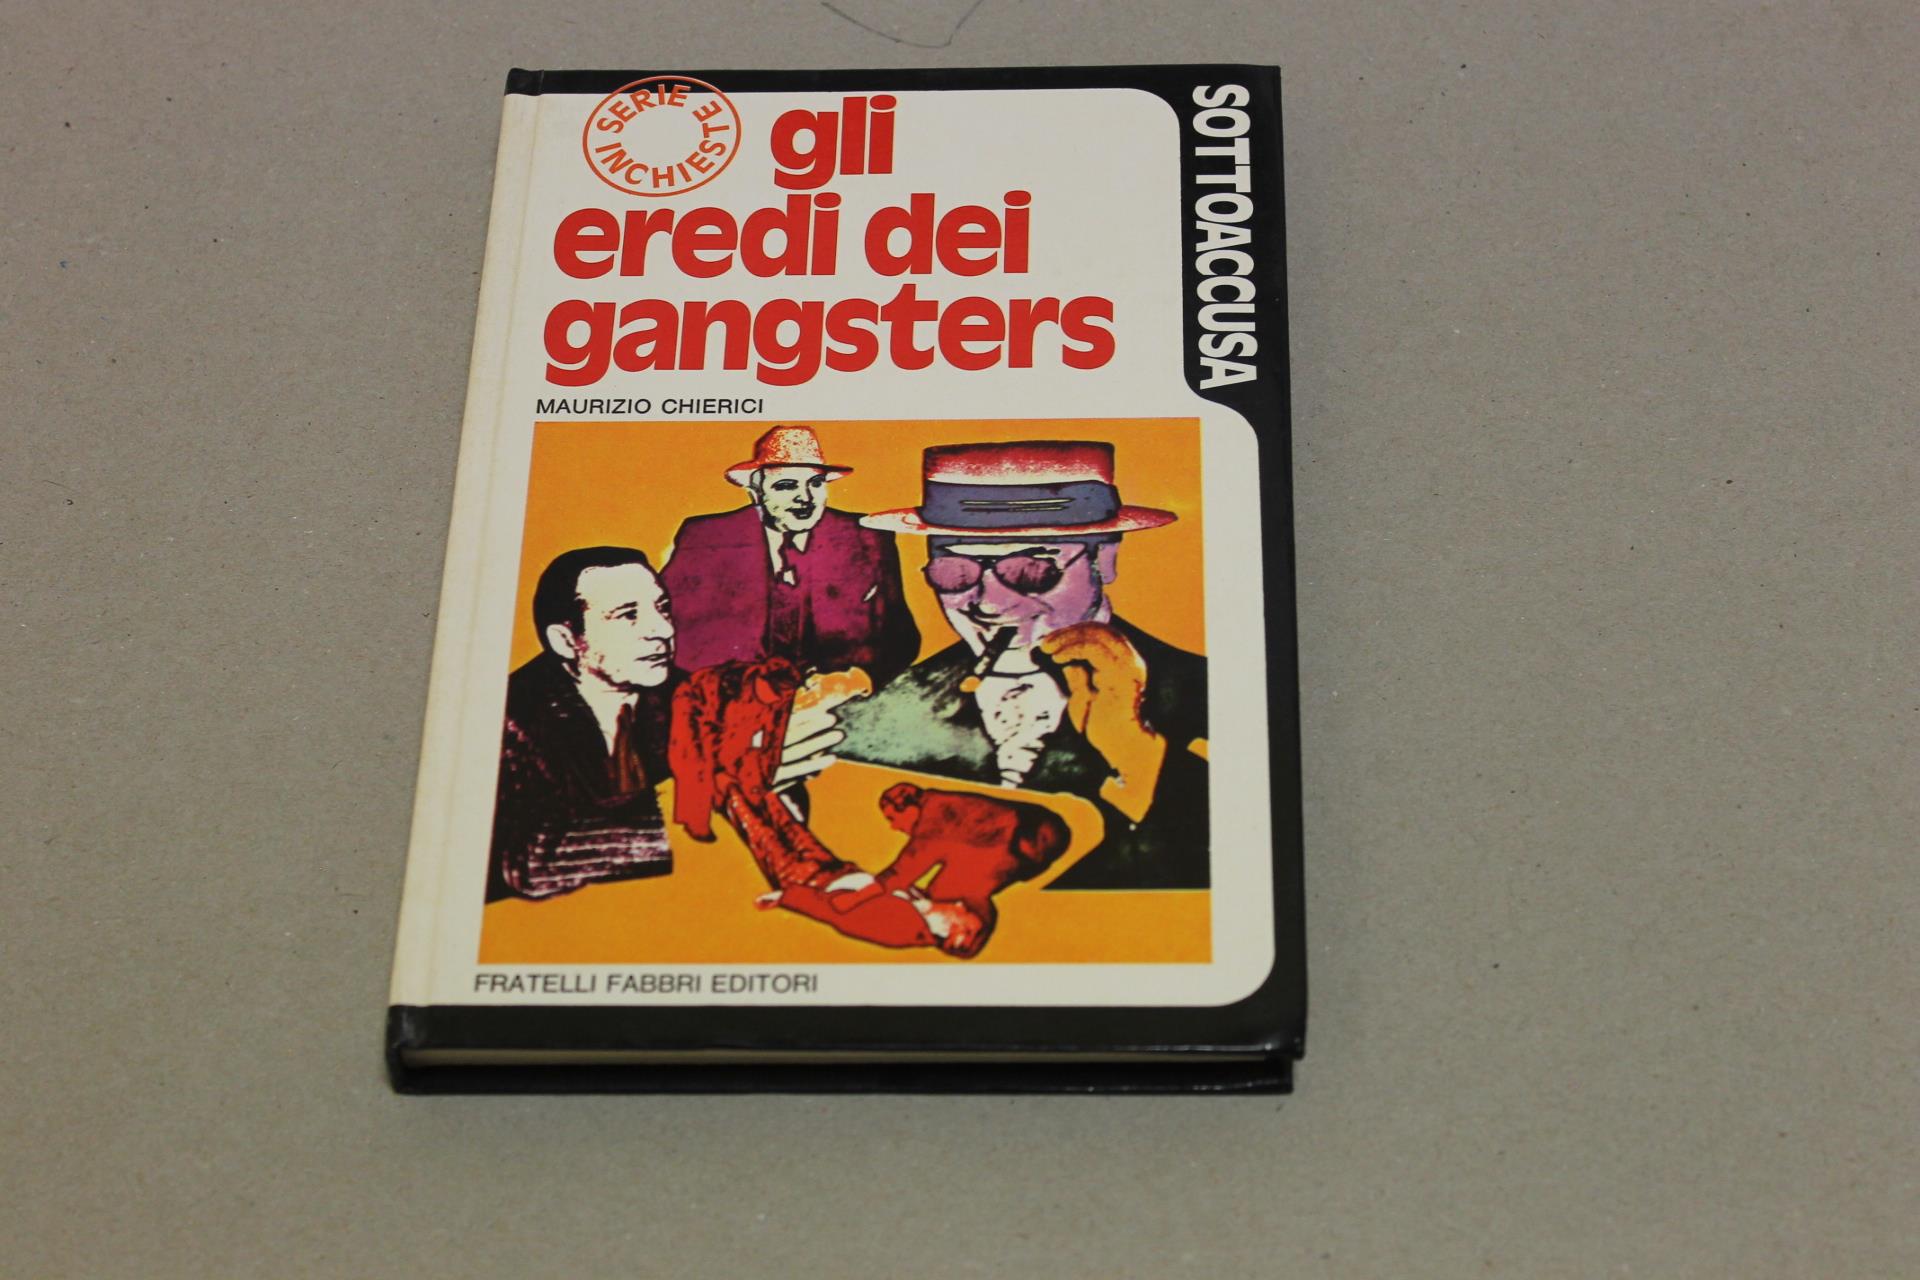 SERIE INCHIESTE
gli
eredi dei
gangsters
SOTTOACCUSA
MAURIZIO CHIERICI
FRATELLI FABBRI EDITORI